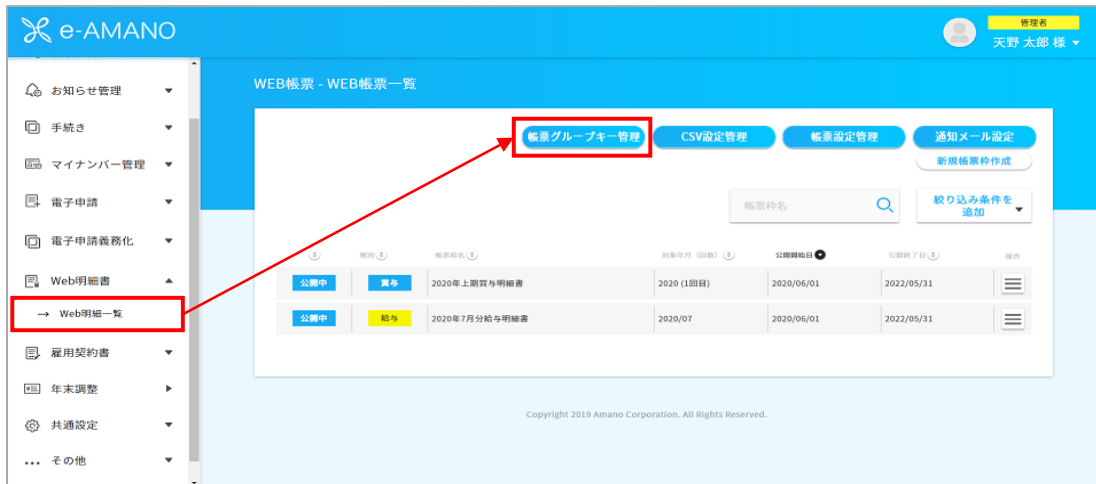 e-AMANO
管理者
天野 太郎 様
お知らせ管理
手続き
マイナンバー管理
電子申請
電子申請義務化
Web明細書
→ Web明細一覧
雇用契約書
年末調整
共通設定
その他
WEB帳票 - WEB帳票一覧
帳票グループキー管理 CSV設定管理 帳票設定管理 通知メール設定
新規帳票枠作成
帳票枠名
絞り込み条件を
追加
種別 帳票枠名 対象年月 (回数) 公開開始日 公開終了日 操作
公開中 賞与 2020年上期賞与明細書 2020 (1回目) 2020/06/01 2022/05/31
公開中 給与 2020年7月分給与明細書 2020/07 2020/06/01 2022/05/31
Copyright 2019 Amano Corporation. All Rights Reserved.